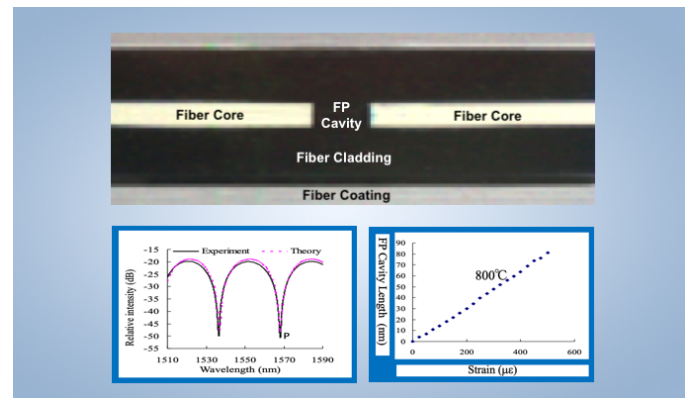 FP
Cavity
Fiber Core
Fiber Core
Fiber Cladding
Fiber Coating
-15
-20
-25
-30
-35
-40
-45
-50
-55
Relative intensity (dB)
Experiment
Theory
P
1510 1530 1550 1570 1590
Wavelength (nm)
FP Cavity Length (nm)
90
80
70
60
50
40
30
20
10
0
800℃
0 200 400 600
Strain (με)